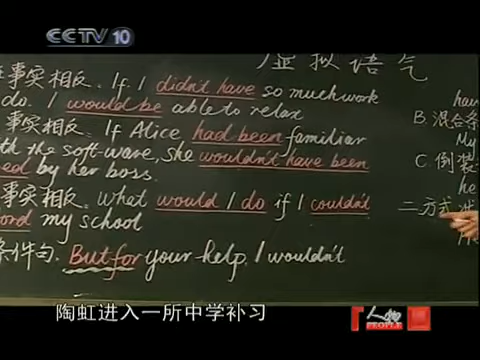 CCTV 10
虚拟语气
事实相反. If I didn't have so much work
do. I would be able to relax
事实相反. If Alice had been familiar
the soft-wave, she wouldn't have been
ed by her boss.
事实相反. What would I do if I couldn't
ord my school
条件句. But for your help, I wouldn't
hav
B. 混合条
My
C. 倒装
he
二.方式状
陶虹进入一所中学补习
人物
PEOPLE